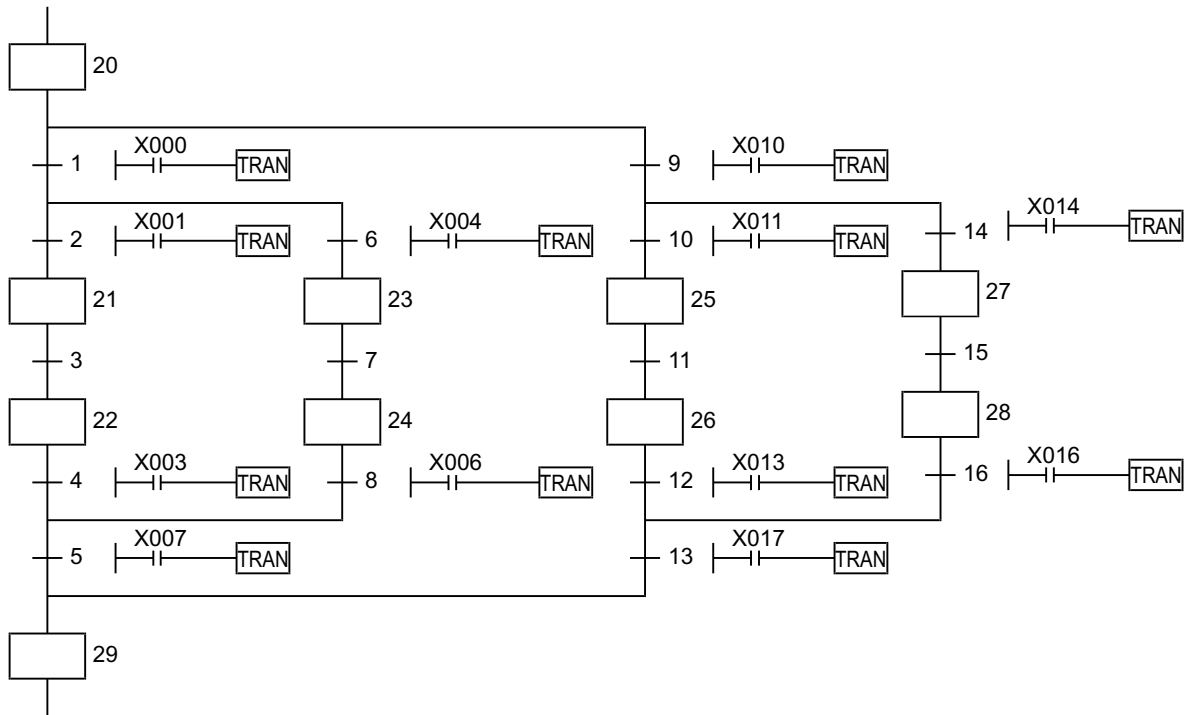 20
X000
X010
1 TRAN 9 TRAN
X014
X001 X004 X011
2 TRAN 6 TRAN 10 TRAN 14 TRAN
21 23 25 27
3 7 11 15
22 24 26 28
X003 X006 X013 X016
4 TRAN 8 TRAN 12 TRAN 16 TRAN
X007 X017
5 TRAN 13 TRAN
29